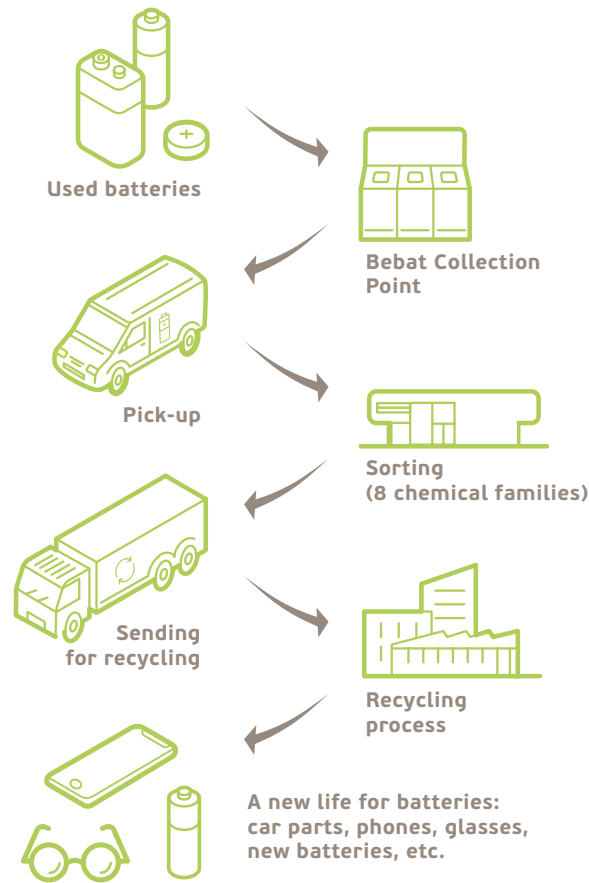 Used batteries
Bebat Collection
Point
Pick-up
Sorting
(8 chemical families)
Sending
for recycling
Recycling
process
A new life for batteries:
car parts, phones, glasses,
new batteries, etc.